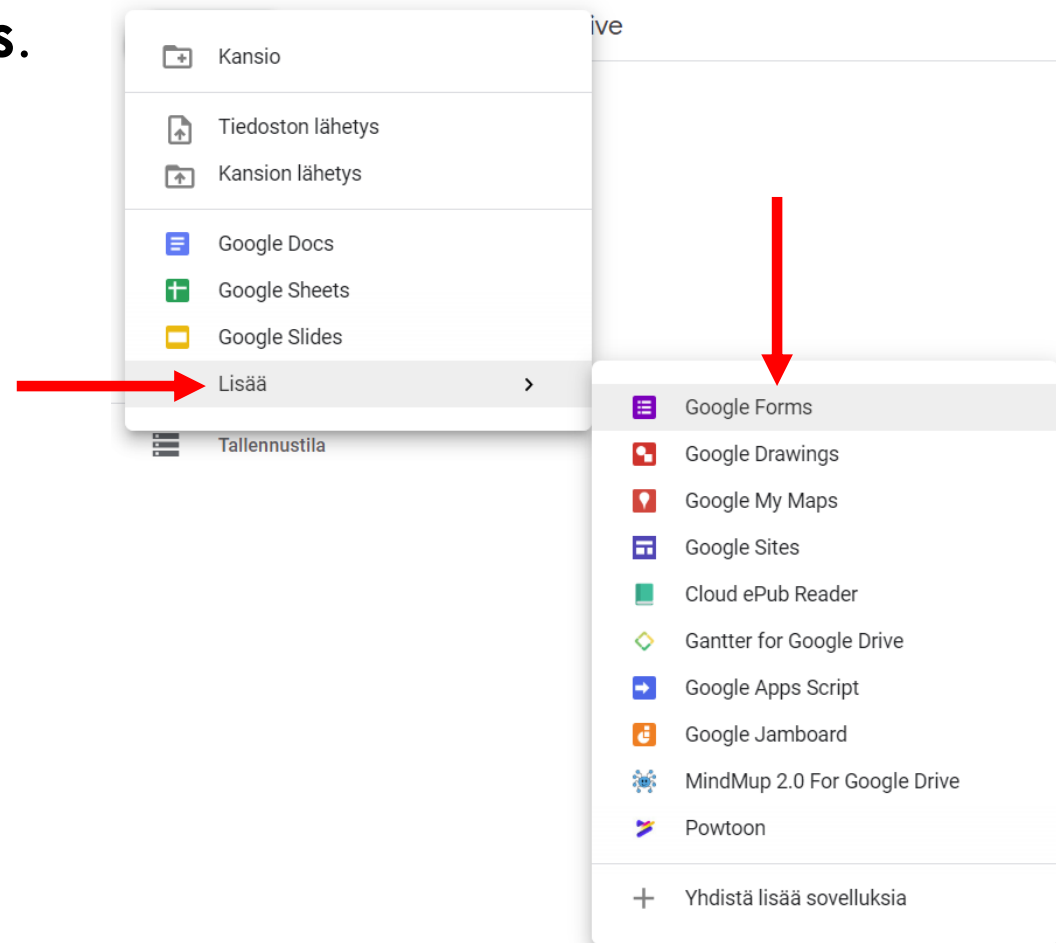 s.
ive
Kansio
Tiedoston lähetys
Kansion lähetys
Google Docs
Google Sheets
Google Slides
Lisää
Tallennustila
Google Forms
Google Drawings
Google My Maps
Google Sites
Cloud ePub Reader
Gantter for Google Drive
Google Apps Script
Google Jamboard
MindMup 2.0 For Google Drive
Powtoon
Yhdistä lisää sovelluksia